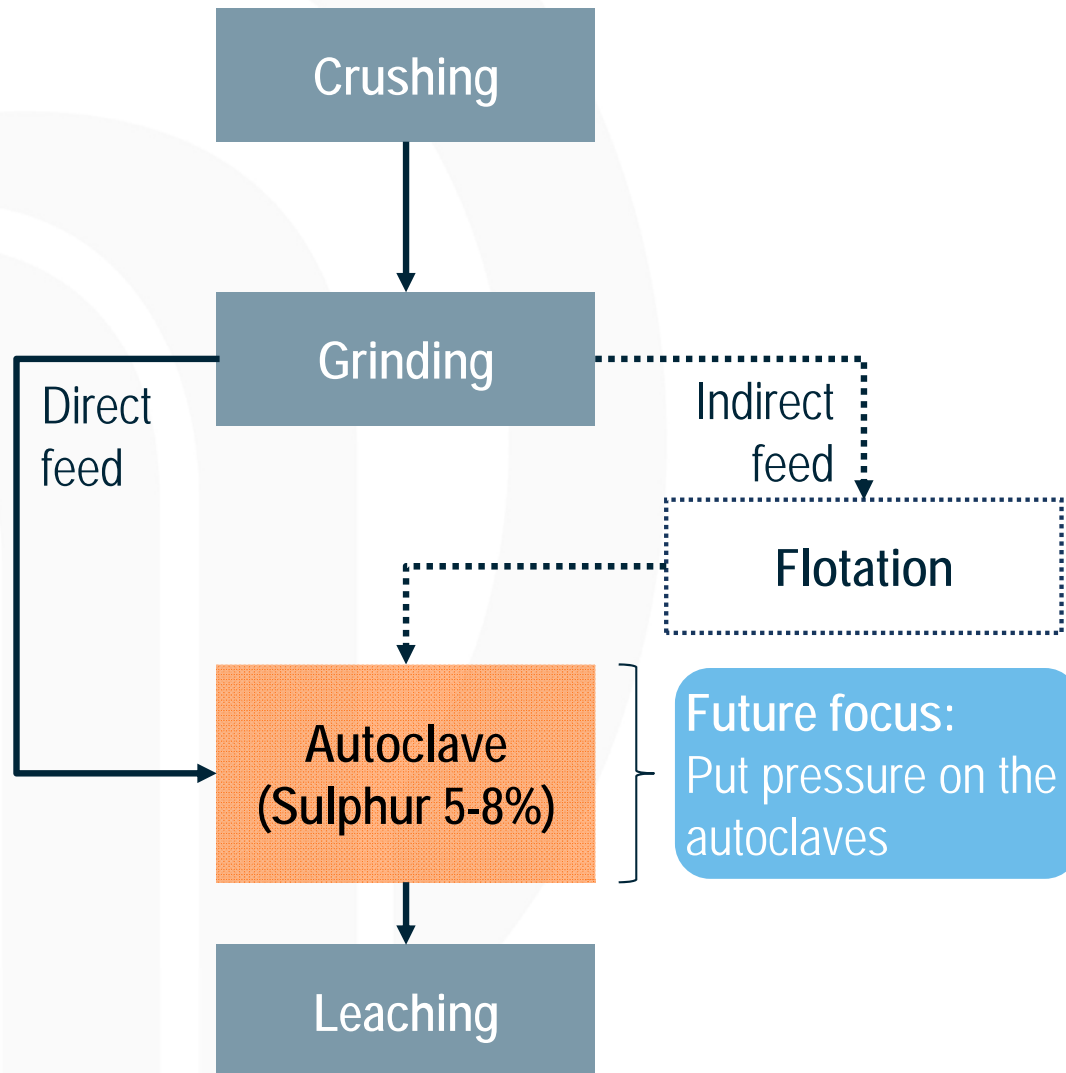 Crushing
Grinding
Direct
feed
Indirect
feed
Flotation
Autoclave
(Sulphur 5-8%)
Future focus:
Put pressure on the
autoclaves
Leaching